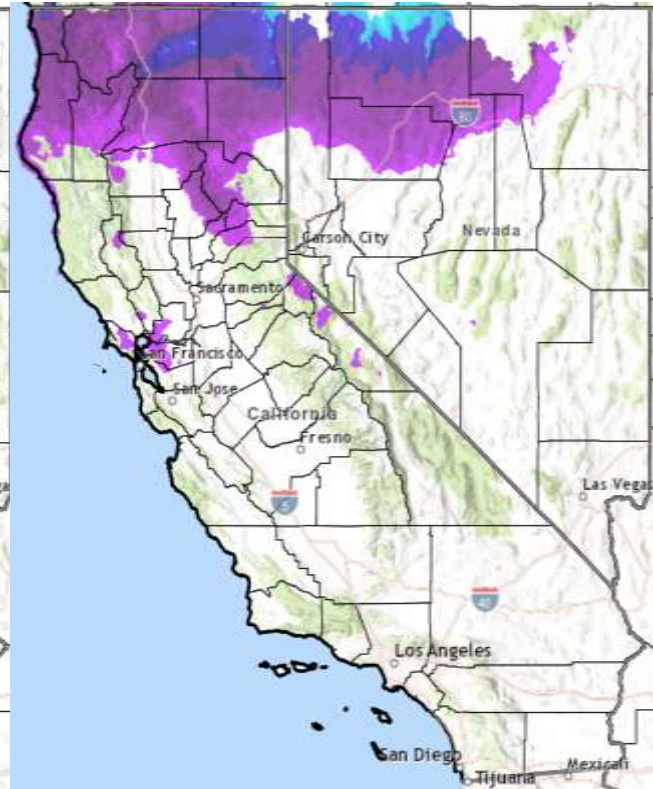 80
Carson City
Nevada
Sacramento
San Francisco
San Jose
California
Fresno
Las Vegas
5
40
Los Angeles
San Diego
Tijuana
Mexicali